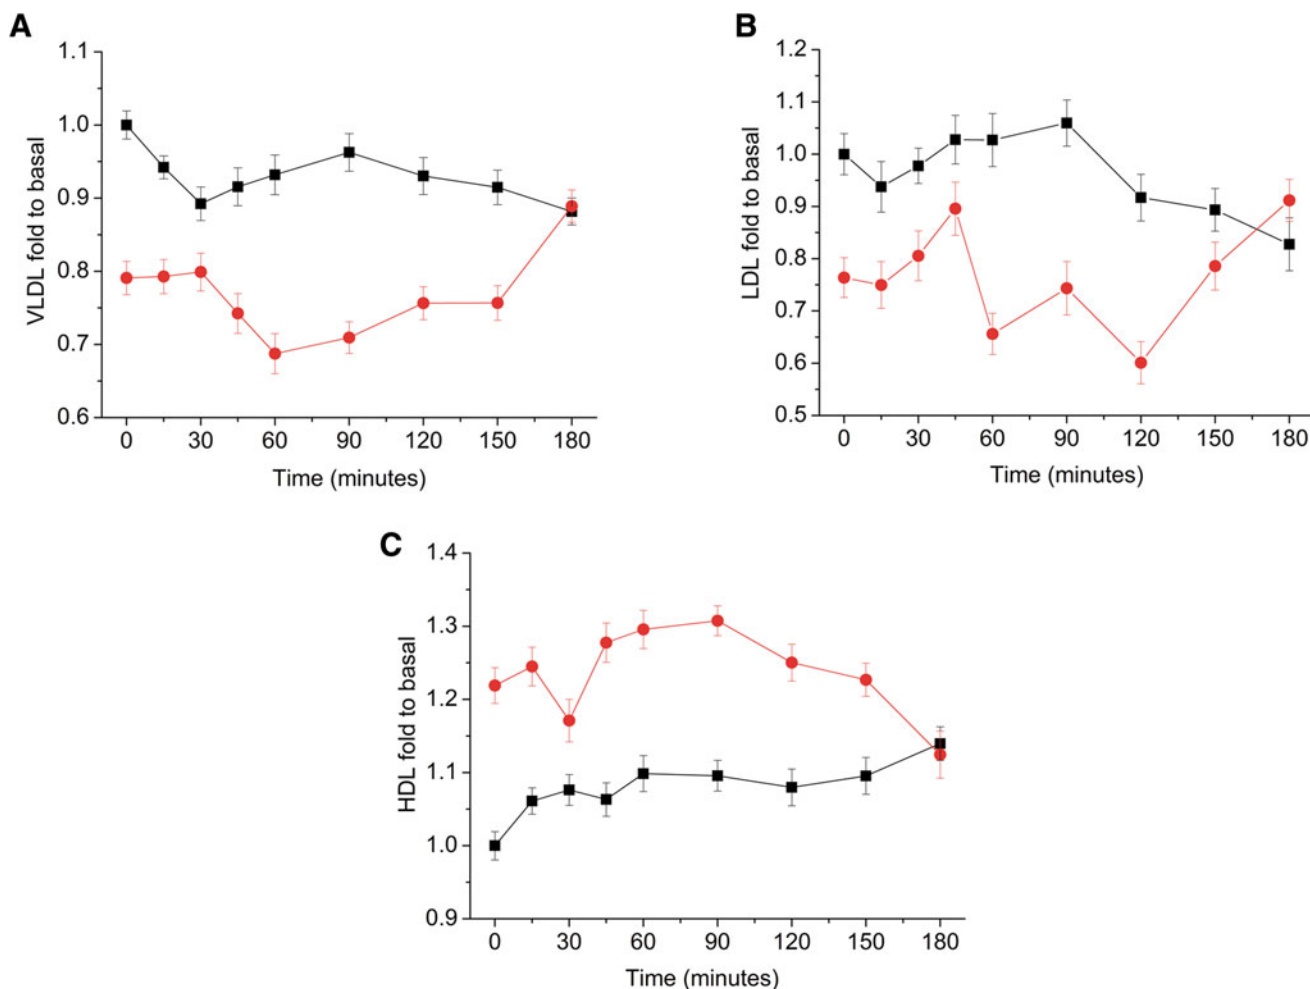 A
1.1
1.0
0.9
0.8
0.7
0.6
VLDL fold to basal
0 30 60 90 120 150 180
Time (minutes)
B
1.2
1.1
1.0
0.9
0.8
0.7
0.6
0.5
LDL fold to basal
0 30 60 90 120 150 180
Time (minutes)
C
1.4
1.3
1.2
1.1
1.0
0.9
HDL fold to basal
0 30 60 90 120 150 180
Time (minutes)